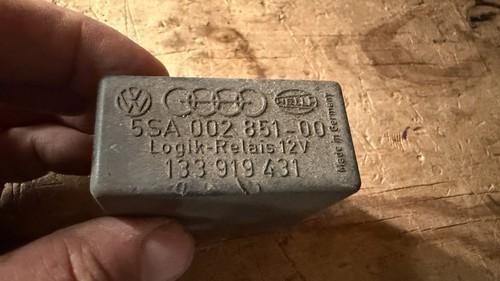 HELLA
5SA 002 851-00
Logik-Relais 12V
133 919 431
Made in Germany